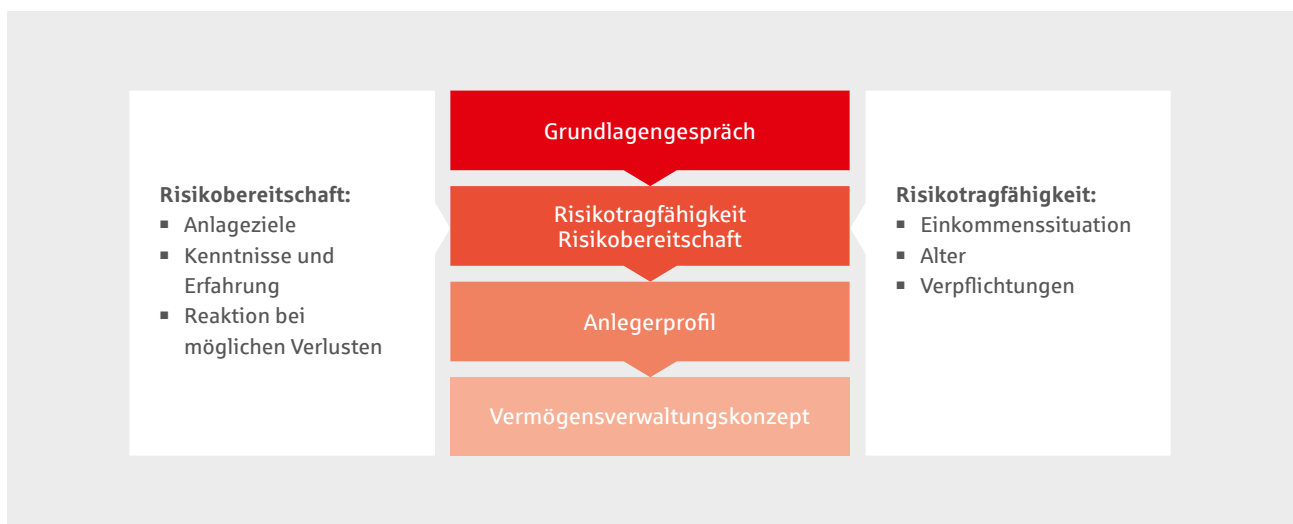 Risikobereitschaft:
▪ Anlageziele
▪ Kenntnisse und
Erfahrung
▪ Reaktion bei
möglichen Verlusten
Grundlagengespräch
Risikotragfähigkeit
Risikobereitschaft
Anlegerprofil
Vermögensverwaltungskonzept
Risikotragfähigkeit:
▪ Einkommenssituation
▪ Alter
▪ Verpflichtungen